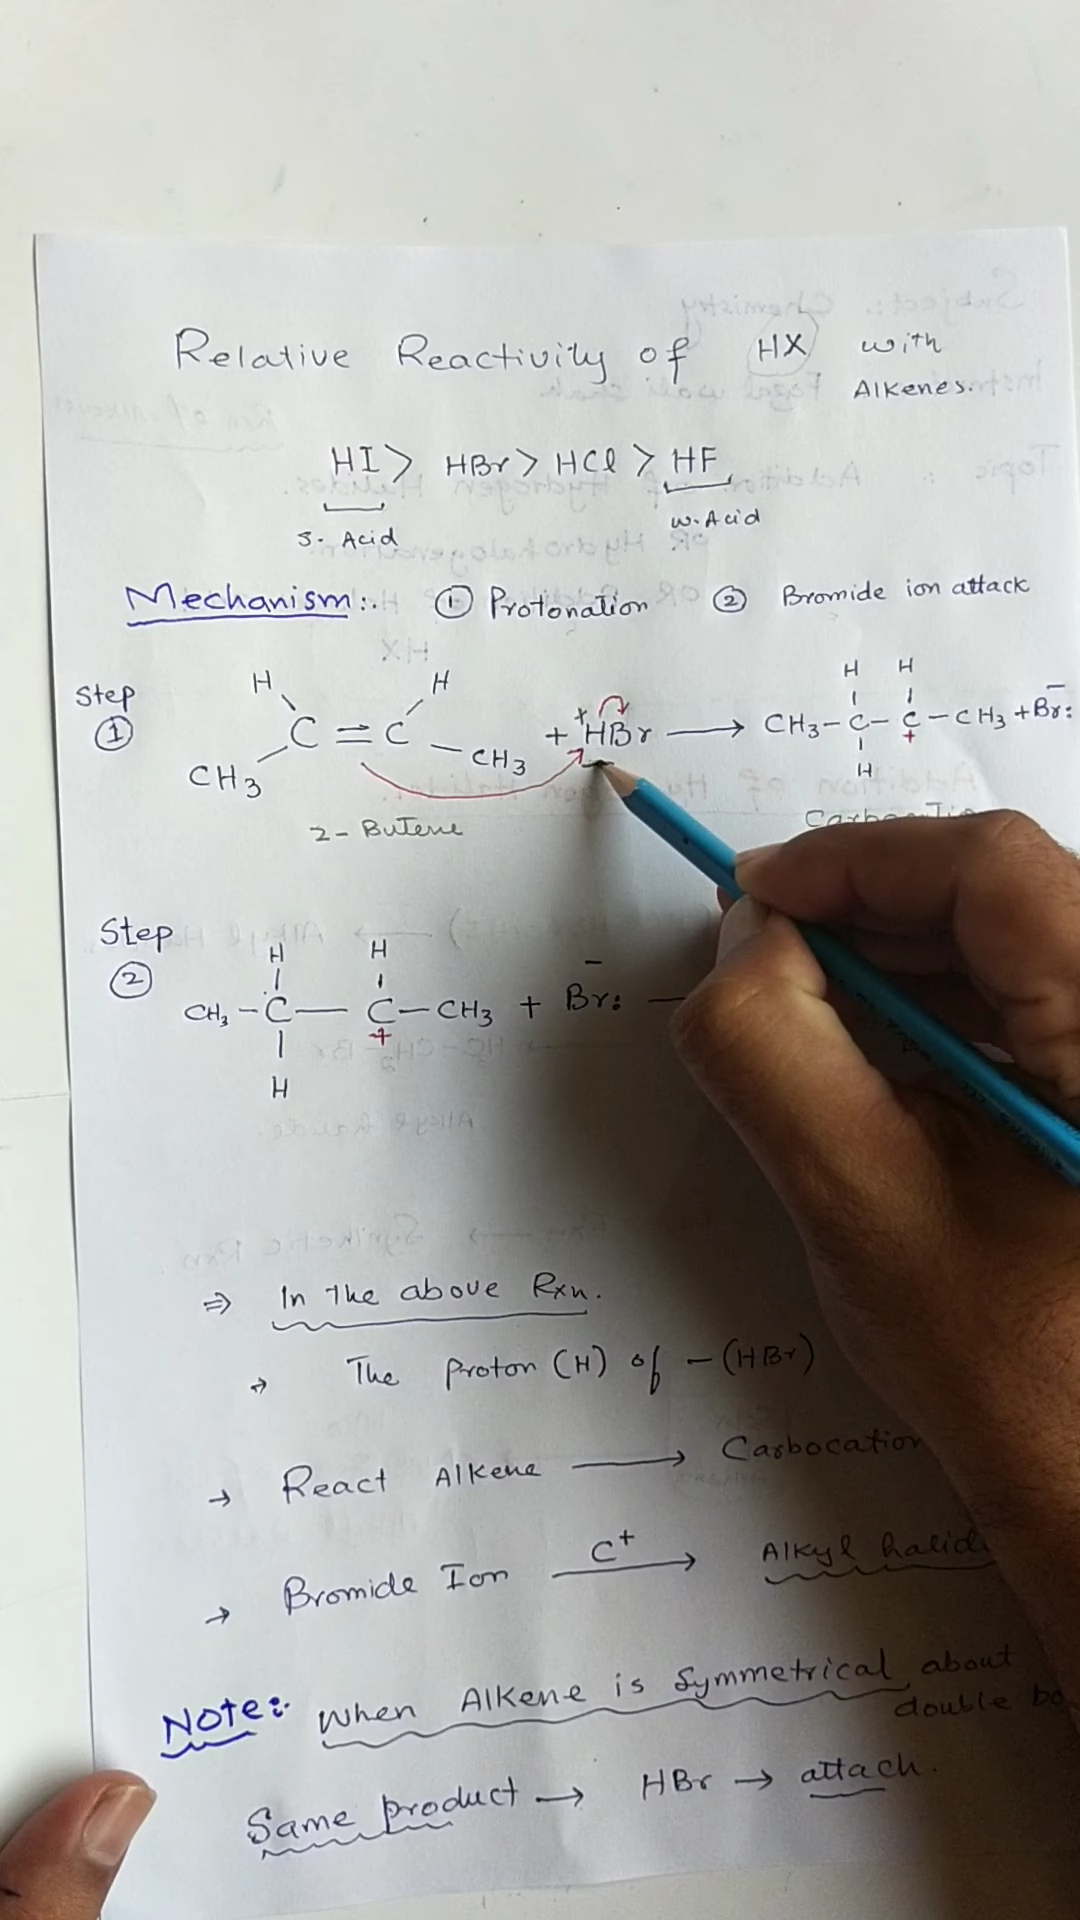 Relative Reactivity of HX with
Alkenes.
HI > HBr > HCl > HF
S. Acid
w. Acid
Mechanism:. ① Protonation ② Bromide ion attack
Step ①
H H
C = C
CH3 CH3
+ HBr ⟶ CH3 - C - C - CH3 + Br:
H H
+
H
2- Butene
Step ②
H H
CH3 - C — C - CH3 + Br: —
+
H
⇒ In the above Rxn.
→ The proton (H) of - (HBr)
→ React Alkene ⟶ Carbocation
→ Bromide Ion C+ ⟶ Alkyl halid
NOTE:. When Alkene is Symmetrical about
double bo
Same product → HBr → attach.